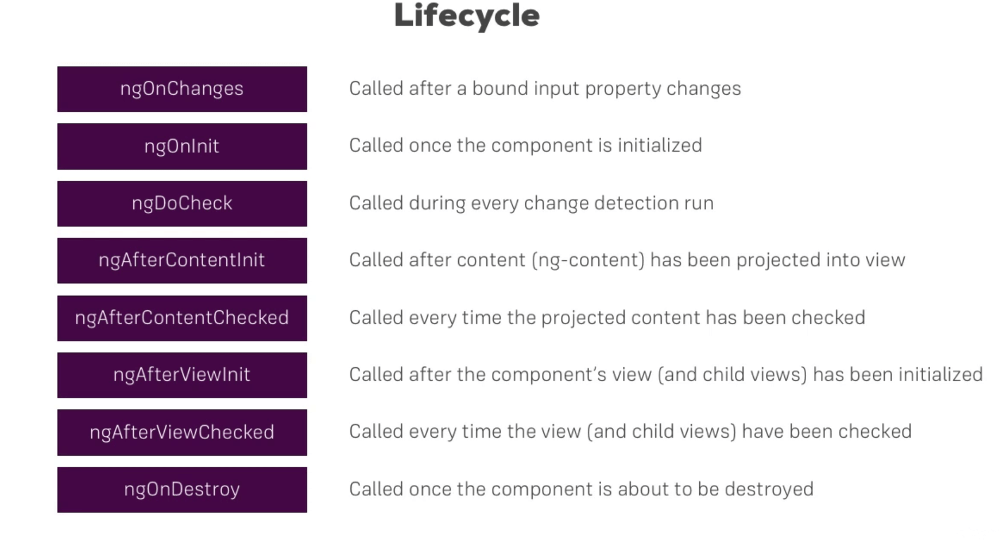 Lifecycle
ngOnChanges Called after a bound input property changes
ngOnInit Called once the component is initialized
ngDoCheck Called during every change detection run
ngAfterContentInit Called after content (ng-content) has been projected into view
ngAfterContentChecked Called every time the projected content has been checked
ngAfterViewInit Called after the component’s view (and child views) has been initialized
ngAfterViewChecked Called every time the view (and child views) have been checked
ngOnDestroy Called once the component is about to be destroyed